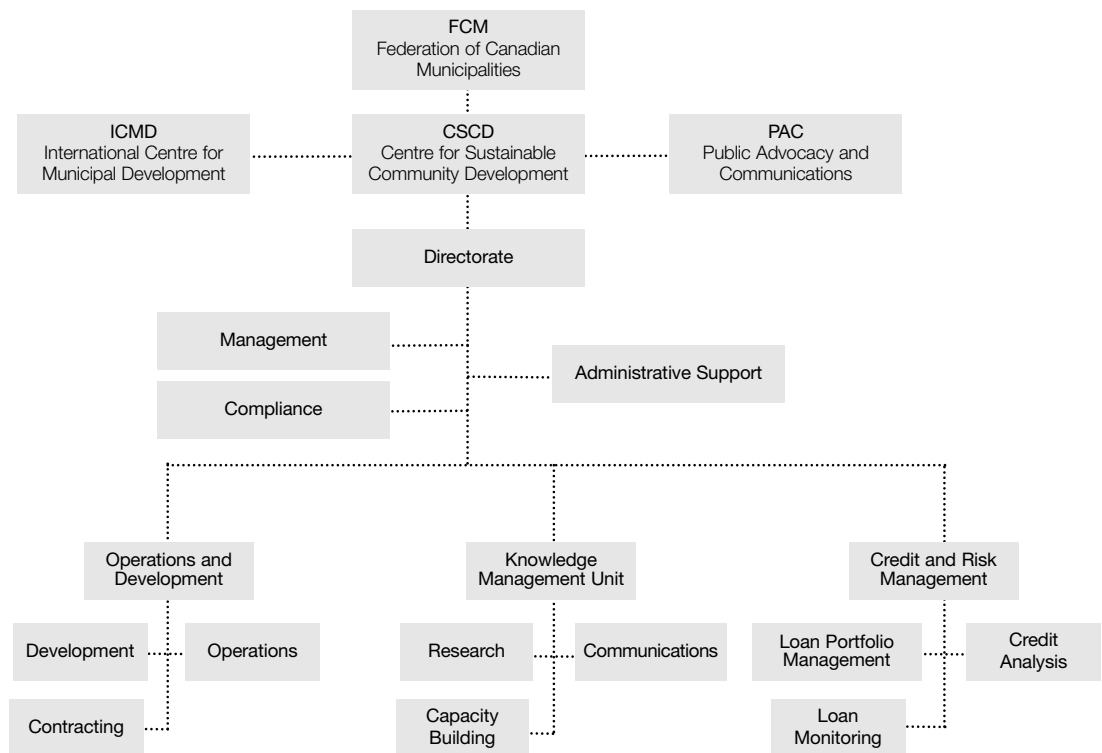 FCM
Federation of Canadian
Municipalities
ICMD
International Centre for
Municipal Development
CSCD
Centre for Sustainable
Community Development
PAC
Public Advocacy and
Communications
Directorate
Management
Administrative Support
Compliance
Operations and
Development
Knowledge
Management Unit
Credit and Risk
Management
Development
Operations
Research
Communications
Loan Portfolio
Management
Credit
Analysis
Contracting
Capacity
Building
Loan
Monitoring